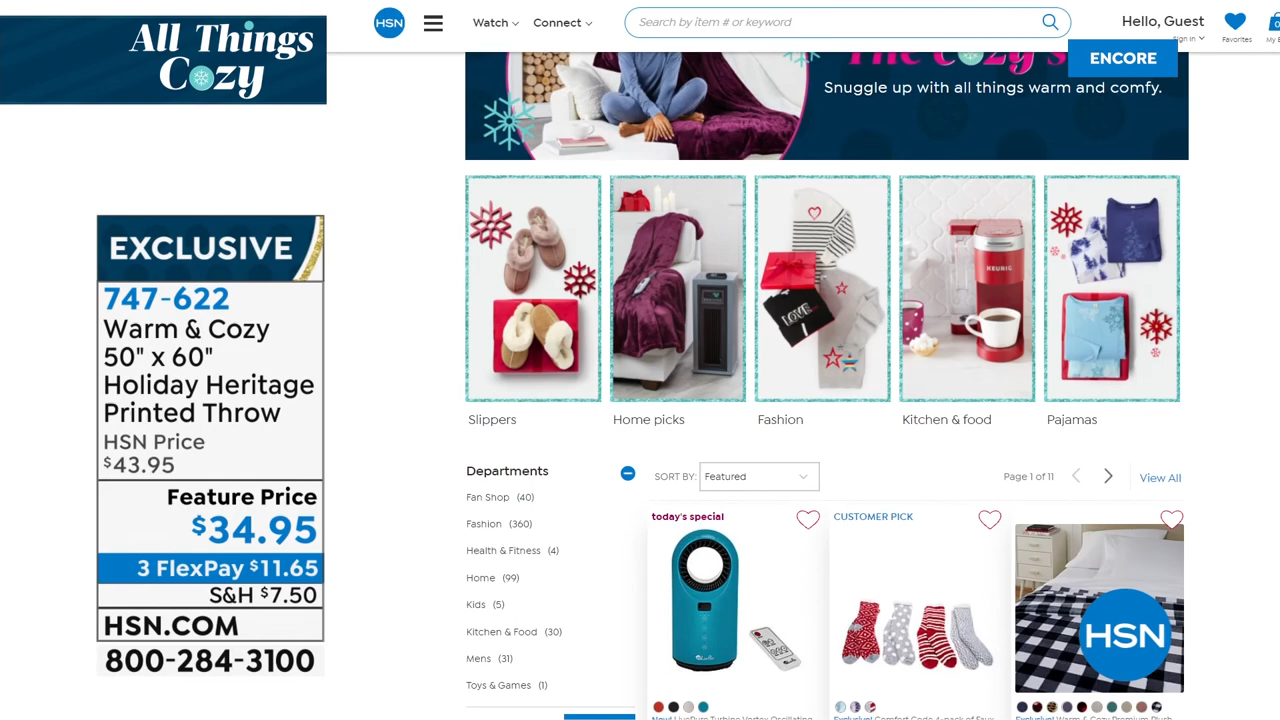 All Things
Cozy
HSN
Watch
Connect
Search by item # or keyword
Hello, Guest
Sign In
Favorites
0
ENCORE
Snuggle up with all things warm and comfy.
EXCLUSIVE
747-622
Warm & Cozy
50" x 60"
Holiday Heritage
Printed Throw
HSN Price
$43.95
Feature Price
$34.95
3 FlexPay $11.65
S&H $7.50
HSN.COM
800-284-3100
KEURIG
LOVE
Slippers
Home picks
Fashion
Kitchen & food
Pajamas
Departments
Fan Shop (40)
Fashion (360)
Health & Fitness (4)
Home (99)
Kids (5)
Kitchen & Food (30)
Mens (31)
Toys & Games (1)
SORT BY: Featured
Page 1 of 11
View All
today's special
CUSTOMER PICK
HSN